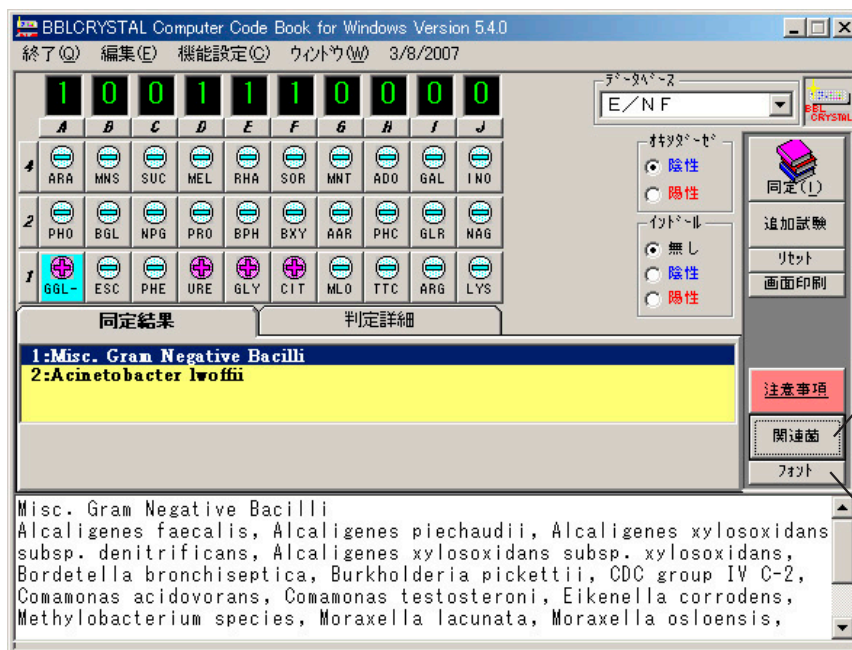 BBLCRYSTAL Computer Code Book for Windows Version 5.4.0
終了(Q) 編集(E) 機能設定(C) ウィンドウ(W) 3/8/2007
1 0 0 1 1 1 0 0 0 0
A B C D E F G H I J
4 ARA MNS SUC MEL RHA SOR MNT ADO GAL INO
2 PHO BGL NPG PRO BPH BXY AAR PHC GLR NAG
1 GGL- ESC PHE URE GLY CIT MLO TTC ARG LYS
データベース
E/NF
BBL CRYSTAL
オキシダーゼ
陰性
陽性
インドール
無し
陰性
陽性
同定(I)
追加試験
リセット
画面印刷
注意事項
関連菌
フォント
同定結果 判定詳細
1:Misc. Gram Negative Bacilli
2:Acinetobacter lwoffii
Misc. Gram Negative Bacilli
Alcaligenes faecalis, Alcaligenes piechaudii, Alcaligenes xylosoxidans
subsp. denitrificans, Alcaligenes xylosoxidans subsp. xylosoxidans,
Bordetella bronchiseptica, Burkholderia pickettii, CDC group IV C-2,
Comamonas acidovorans, Comamonas testosteroni, Eikenella corrodens,
Methylobacterium species, Moraxella lacunata, Moraxella osloensis,